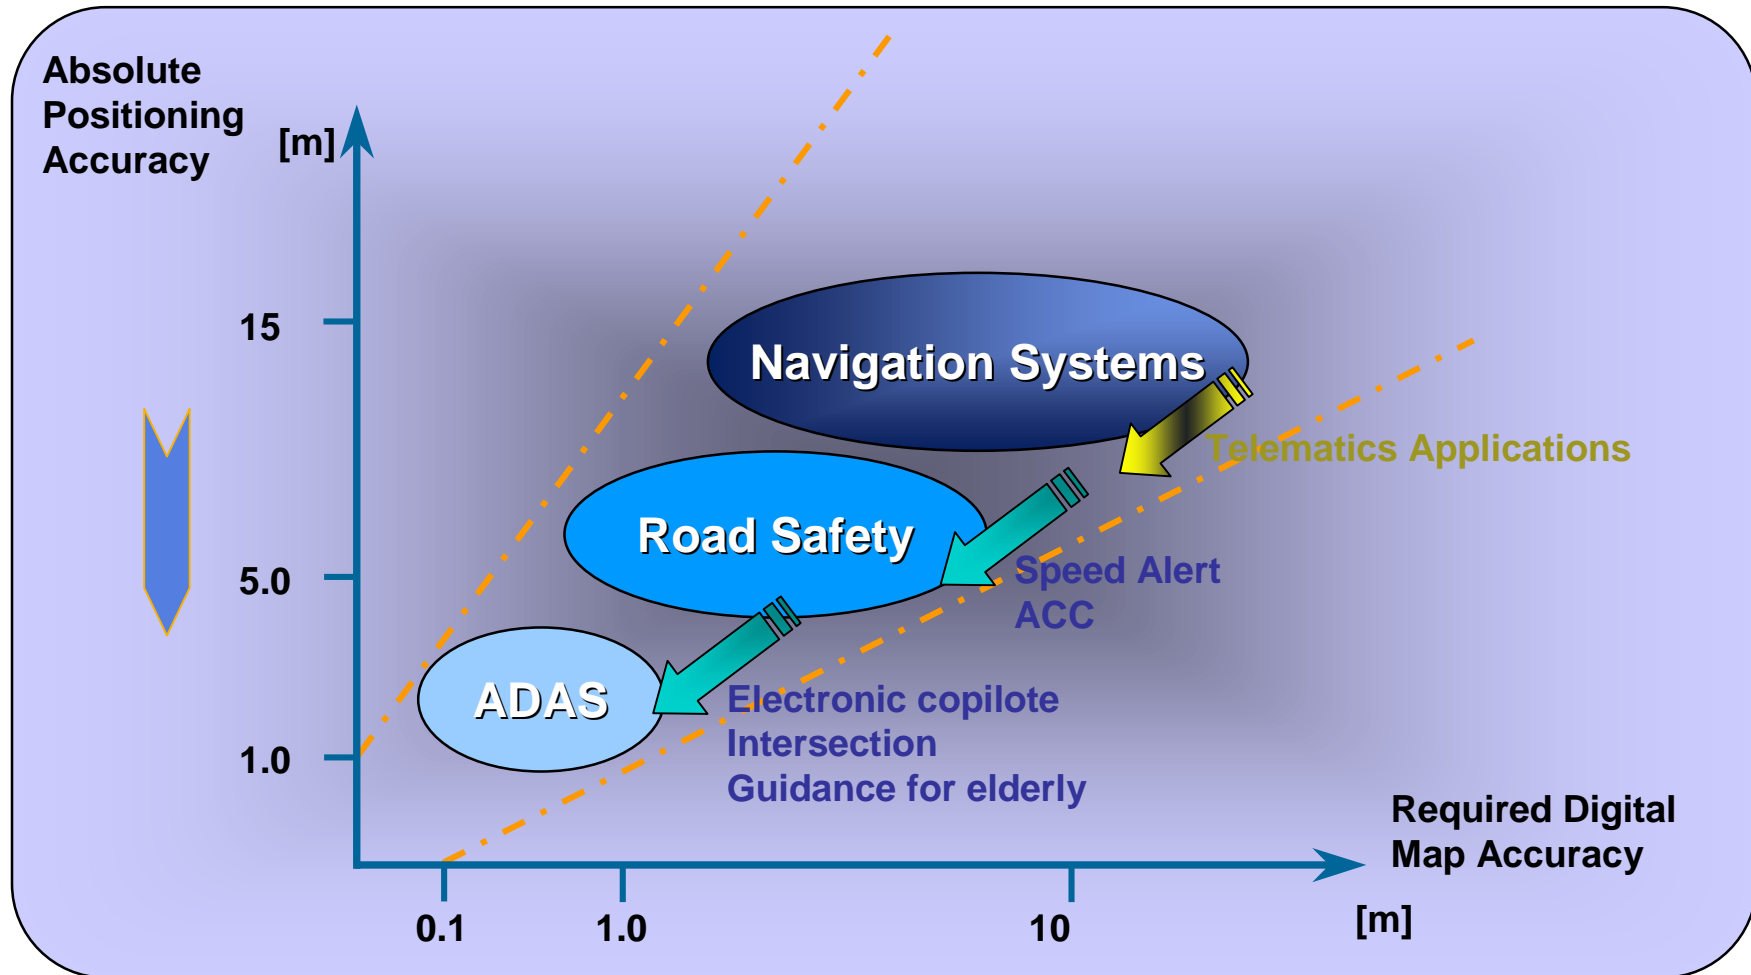 Absolute
Positioning
Accuracy
[m]
15
Navigation Systems
Telematics Applications
Road Safety
5.0
Speed Alert
ACC
ADAS
Electronic copilote
Intersection
Guidance for elderly
1.0
Required Digital
Map Accuracy
0.1
1.0
10
[m]